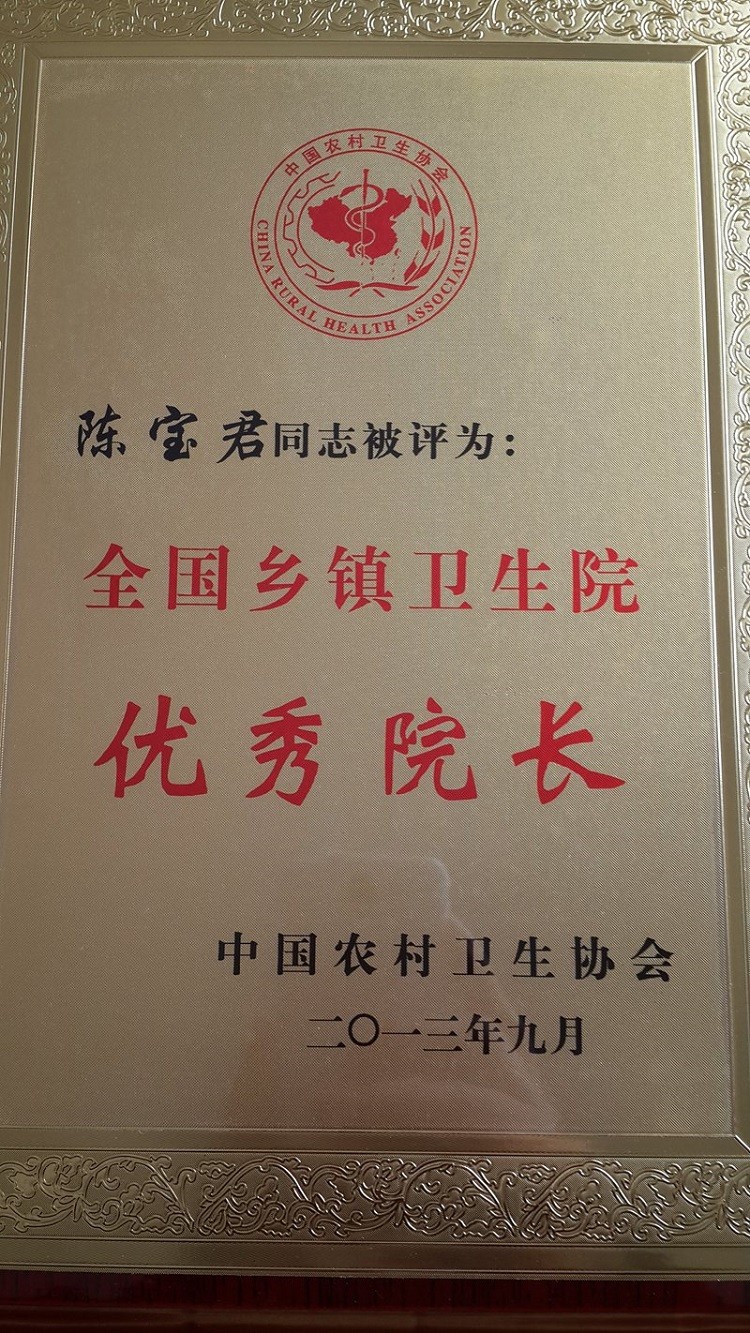 中国农村卫生协会
CHINA RURAL HEALTH ASSOCIATION
陈宝君同志被评为：
全国乡镇卫生院
优秀院长
中国农村卫生协会
二〇一三年九月